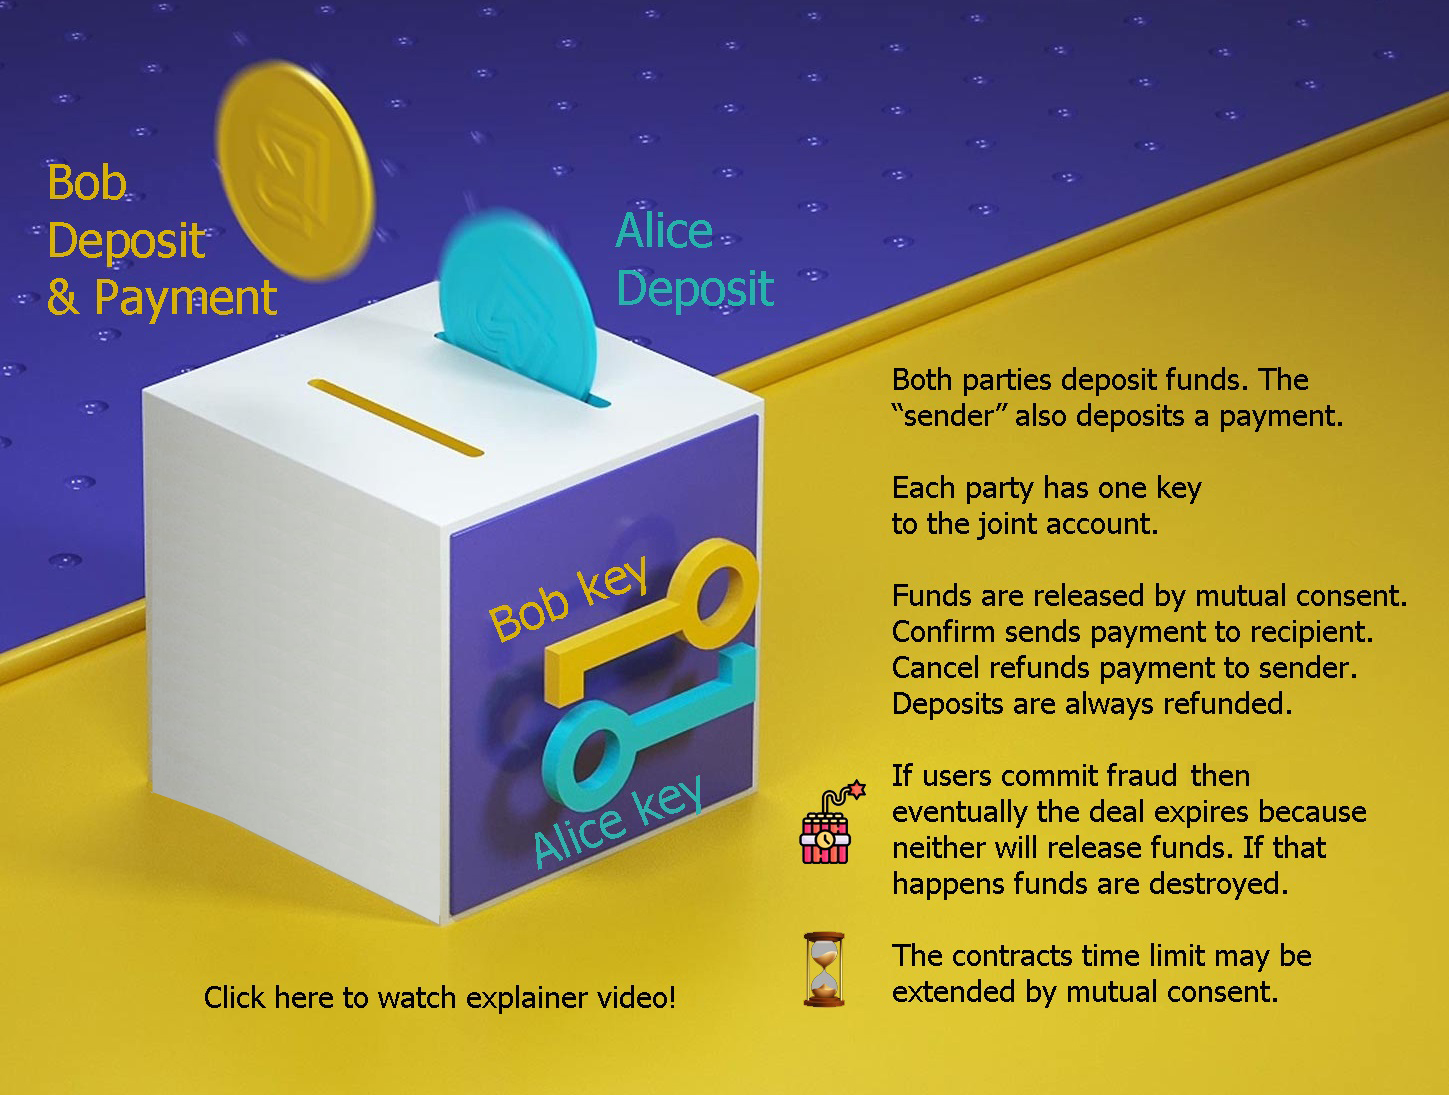 Bob
Deposit
& Payment
Alice
Deposit
Bob key
Alice key
Both parties deposit funds. The
“sender” also deposits a payment.
Each party has one key
to the joint account.
Funds are released by mutual consent.
Confirm sends payment to recipient.
Cancel refunds payment to sender.
Deposits are always refunded.
If users commit fraud then
eventually the deal expires because
neither will release funds. If that
happens funds are destroyed.
The contracts time limit may be
extended by mutual consent.
Click here to watch explainer video!